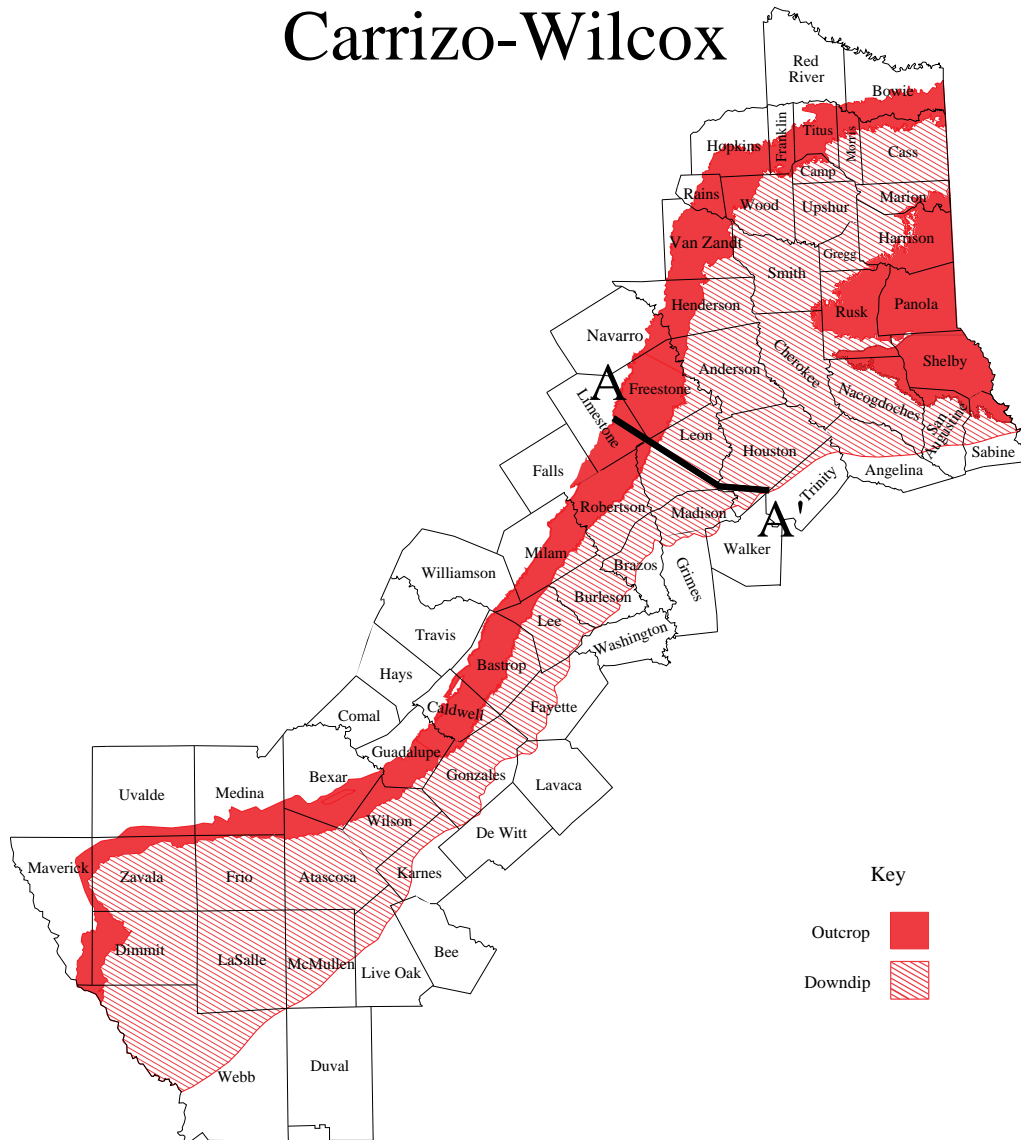 Carrizo-Wilcox
Red
River
Bowie
Franklin
Titus
Morris
Hopkins
Cass
Camp
Rains
Wood
Upshur
Marion
Van Zandt
Harrison
Gregg
Smith
Henderson
Rusk
Panola
Navarro
Cherokee
Shelby
Anderson
A
Freestone
Limestone
Nacogdoches
San
Augustine
Leon
Houston
Sabine
Falls
Angelina
Trinity
Robertson
Madison
A'
Milam
Walker
Williamson
Brazos
Grimes
Burleson
Lee
Travis
Washington
Bastrop
Hays
Caldwell
Fayette
Comal
Guadalupe
Bexar
Gonzales
Lavaca
Uvalde
Medina
Wilson
De Witt
Maverick
Zavala
Frio
Atascosa
Karnes
Key
Outcrop
Dimmit
LaSalle
McMullen
Live Oak
Bee
Downdip
Webb
Duval